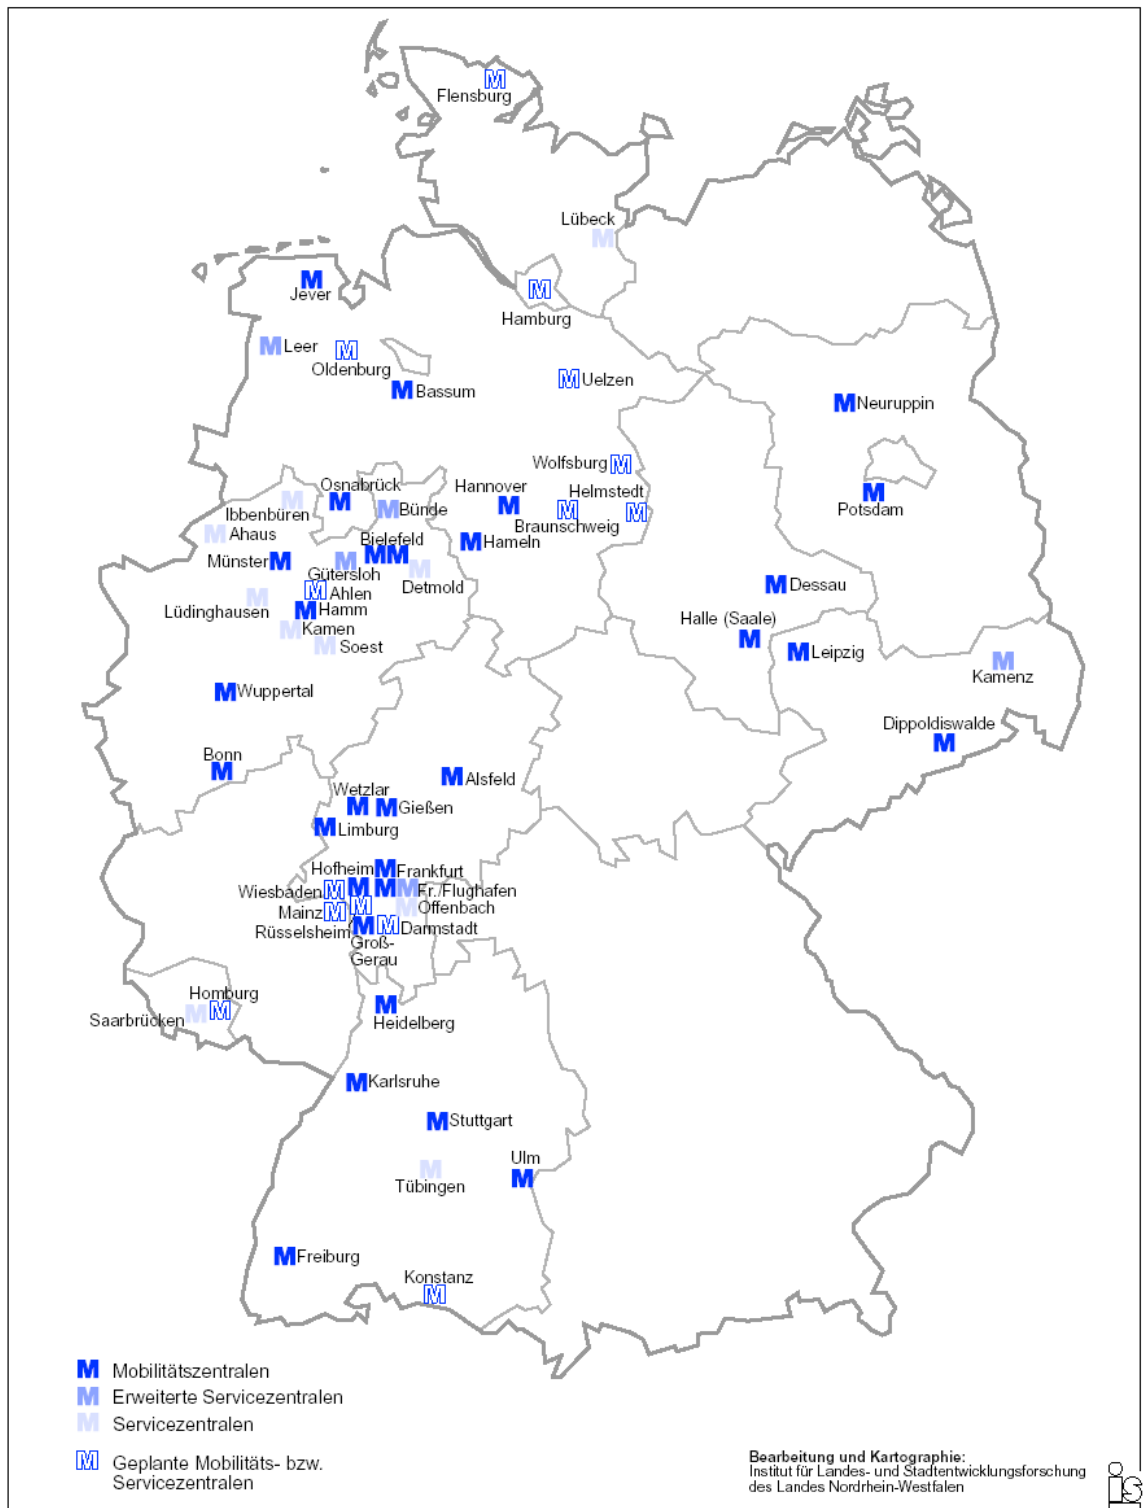 M
Flensburg
Lübeck
M
M
Jever
M
Hamburg
M Leer
M
Oldenburg
M Bassum
M Uelzen
M Neuruppin
Wolfsburg M
Osnabrück
M
Hannover
M
Helmstedt
M
M
Braunschweig
M
Potsdam
M
Ibbenbüren
M Bünde
M Ahaus
Bielefeld
MM
M Hameln
Münster M
M
Gütersloh
M
Detmold
M Dessau
M Ahlen
Lüdinghausen
M
M Hamm
M Kamen
M Soest
Halle (Saale)
M
M Leipzig
M
Kamenz
M Wuppertal
Dippoldiswalde
M
Bonn
M
M Alsfeld
Wetzlar
M
M Gießen
M Limburg
Hofheim M Frankfurt
Wiesbaden M M M M Fr./Flughafen
Mainz M M M Offenbach
Rüsselsheim M M Darmstadt
Groß-
Gerau
Homburg
M
Saarbrücken M
M
Heidelberg
M Karlsruhe
M Stuttgart
Ulm
M
M
Tübingen
M Freiburg
Konstanz
M
M Mobilitätszentralen
M Erweiterte Servicezentralen
M Servicezentralen
M Geplante Mobilitäts- bzw.
Servicezentralen
Bearbeitung und Kartographie:
Institut für Landes- und Stadtentwicklungsforschung
des Landes Nordrhein-Westfalen
ils